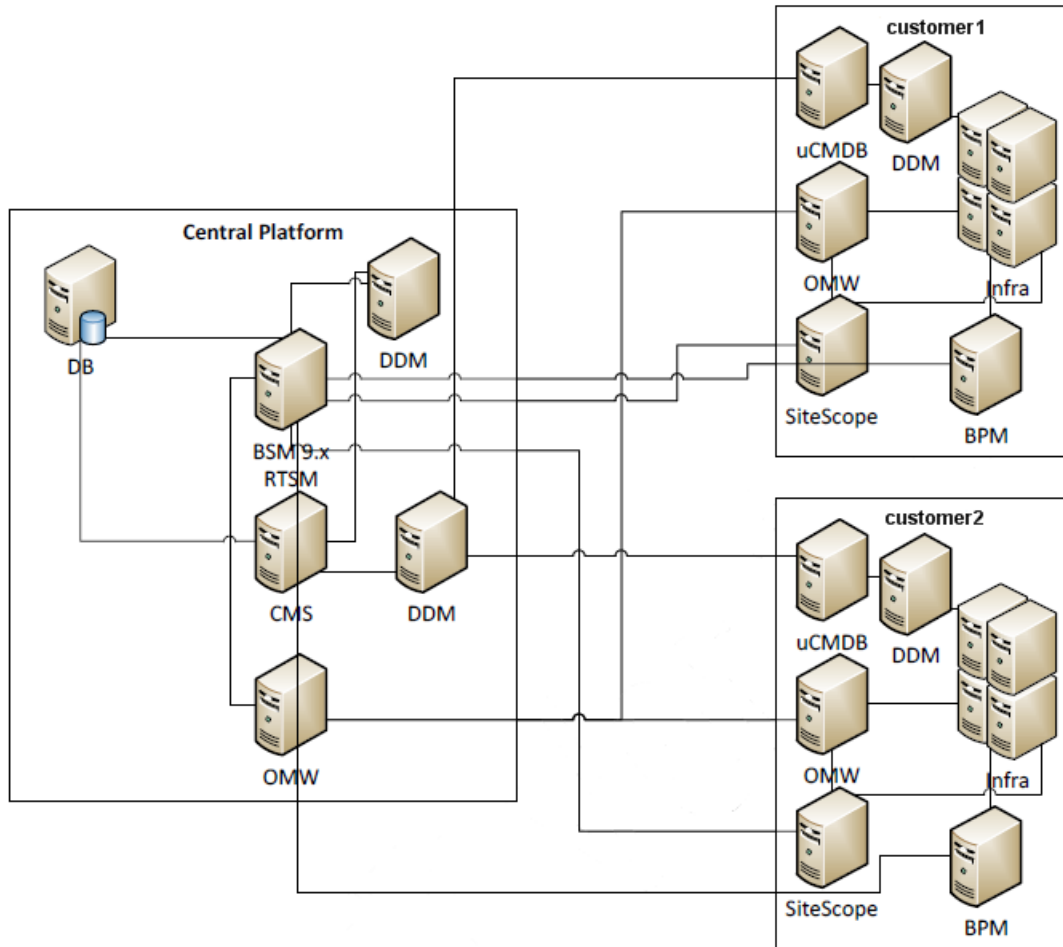 customer1
uCMDB
DDM
OMW
Infra
SiteScope
BPM
Central Platform
DB
DDM
BSM 9.x
RTSM
CMS
DDM
OMW
customer2
uCMDB
DDM
OMW
Infra
SiteScope
BPM